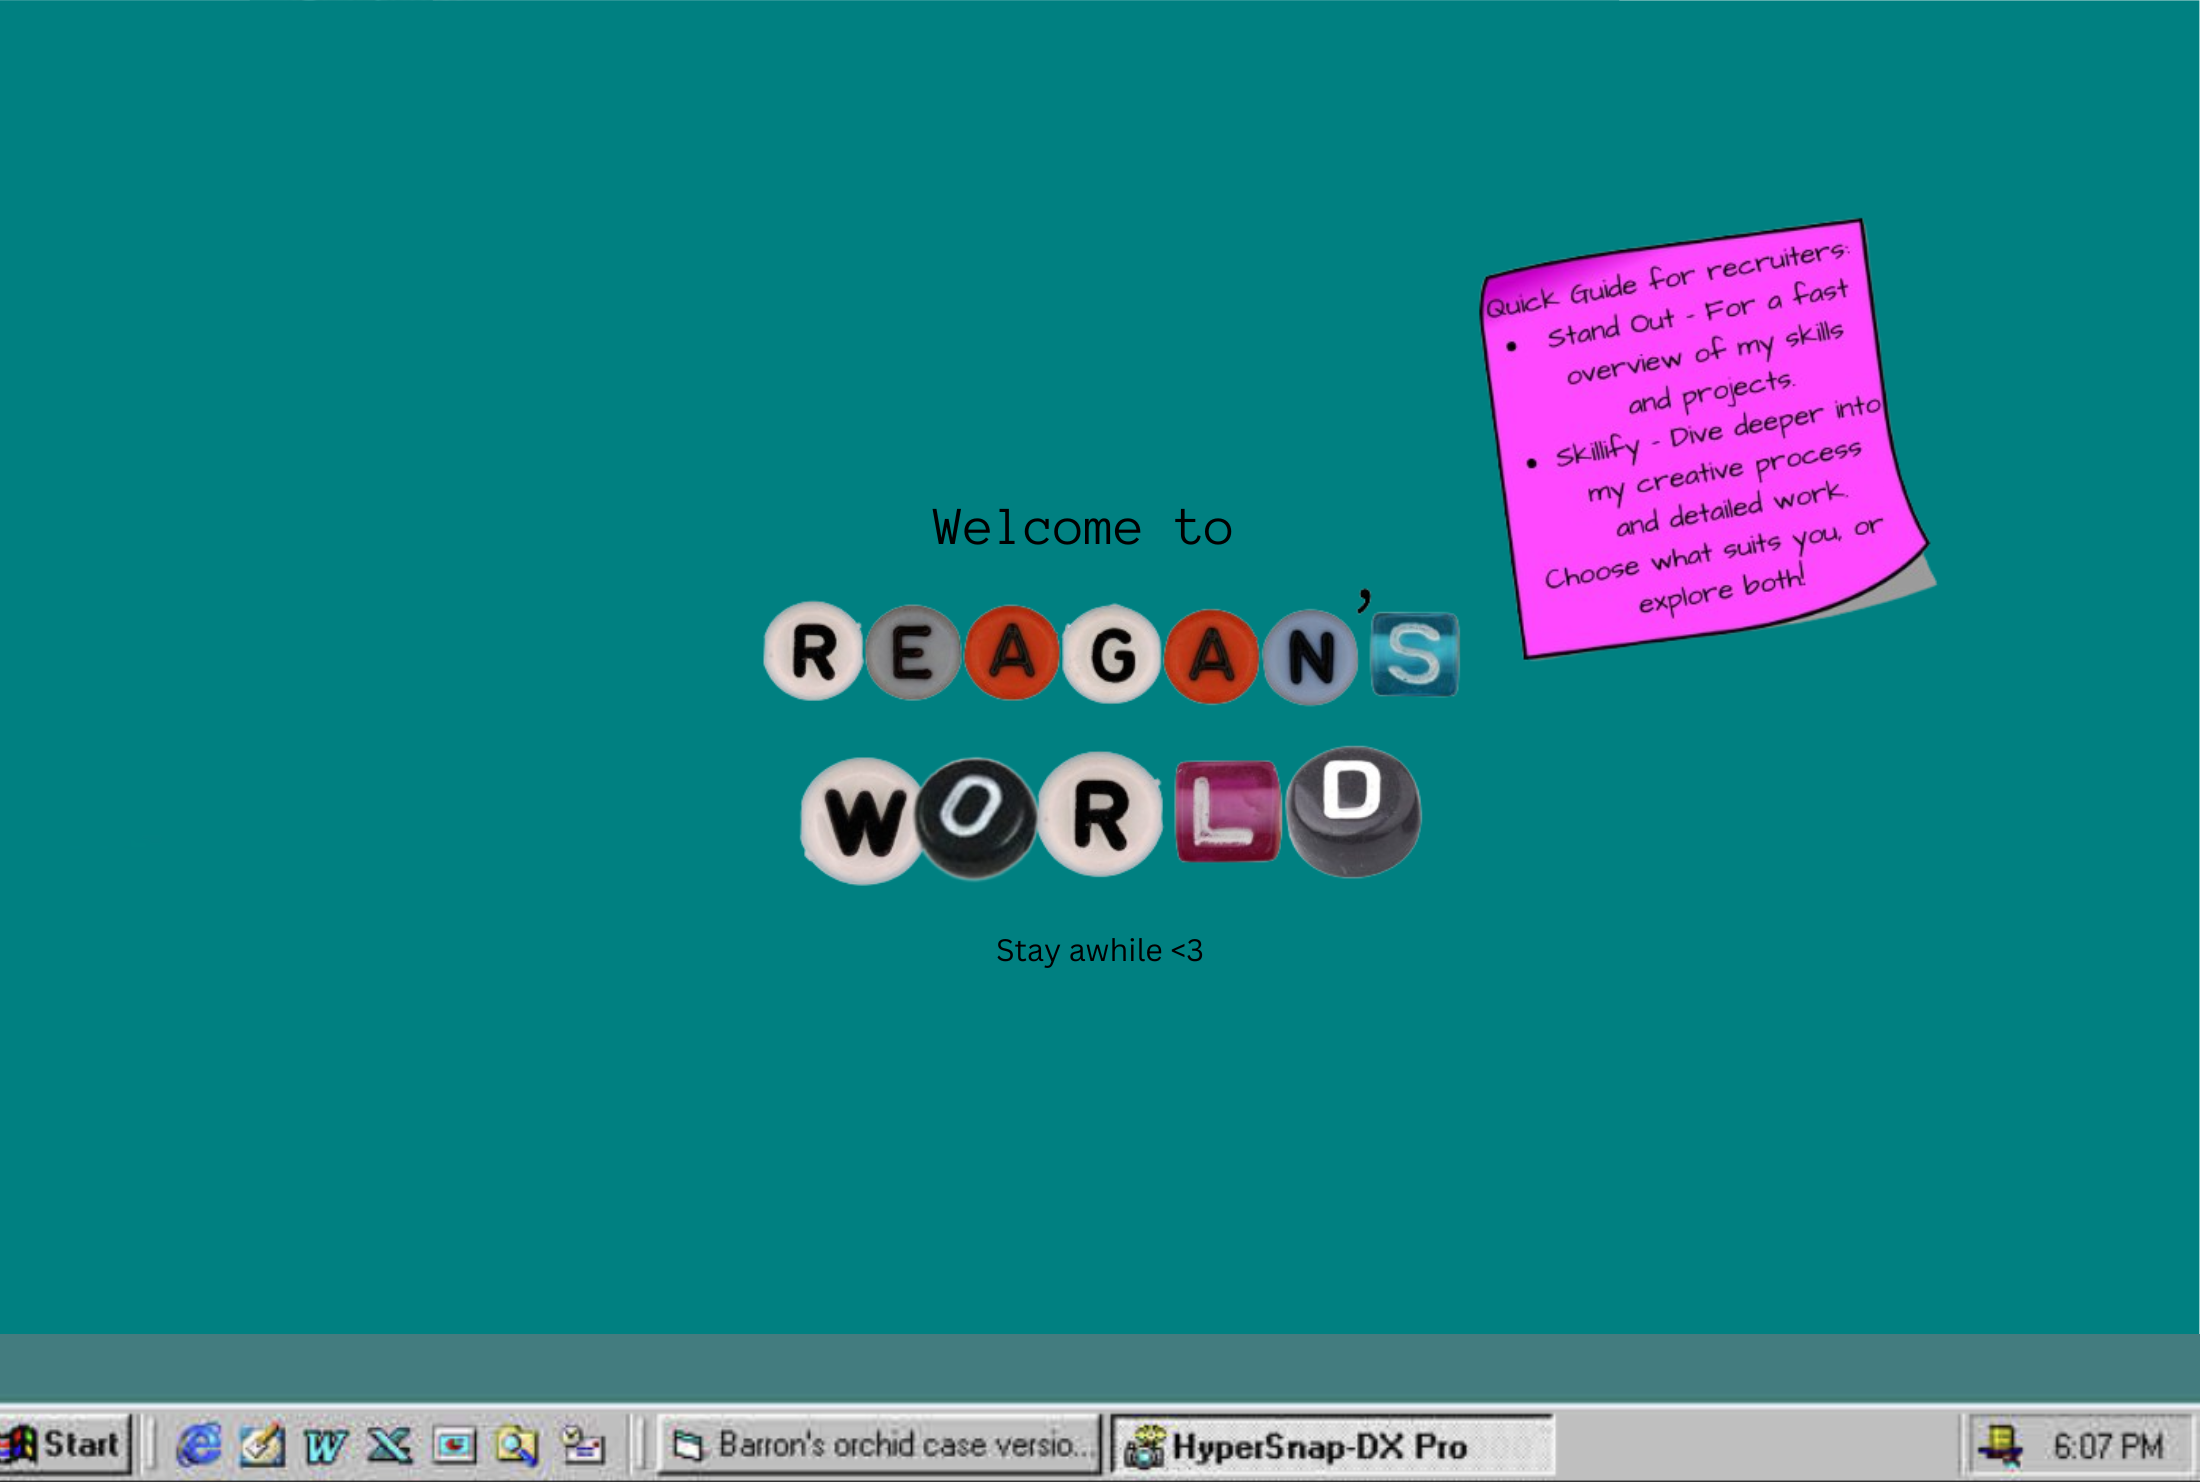 Quick Guide for recruiters:
• Stand Out - For a fast
overview of my skills
and projects.
• Skillify - Dive deeper into
my creative process
and detailed work.
Choose what suits you, or
explore both!
Welcome to
REAGAN'S
WORLD
Stay awhile <3
Start
Barron's orchid case versio...
HyperSnap-DX Pro
6:07 PM